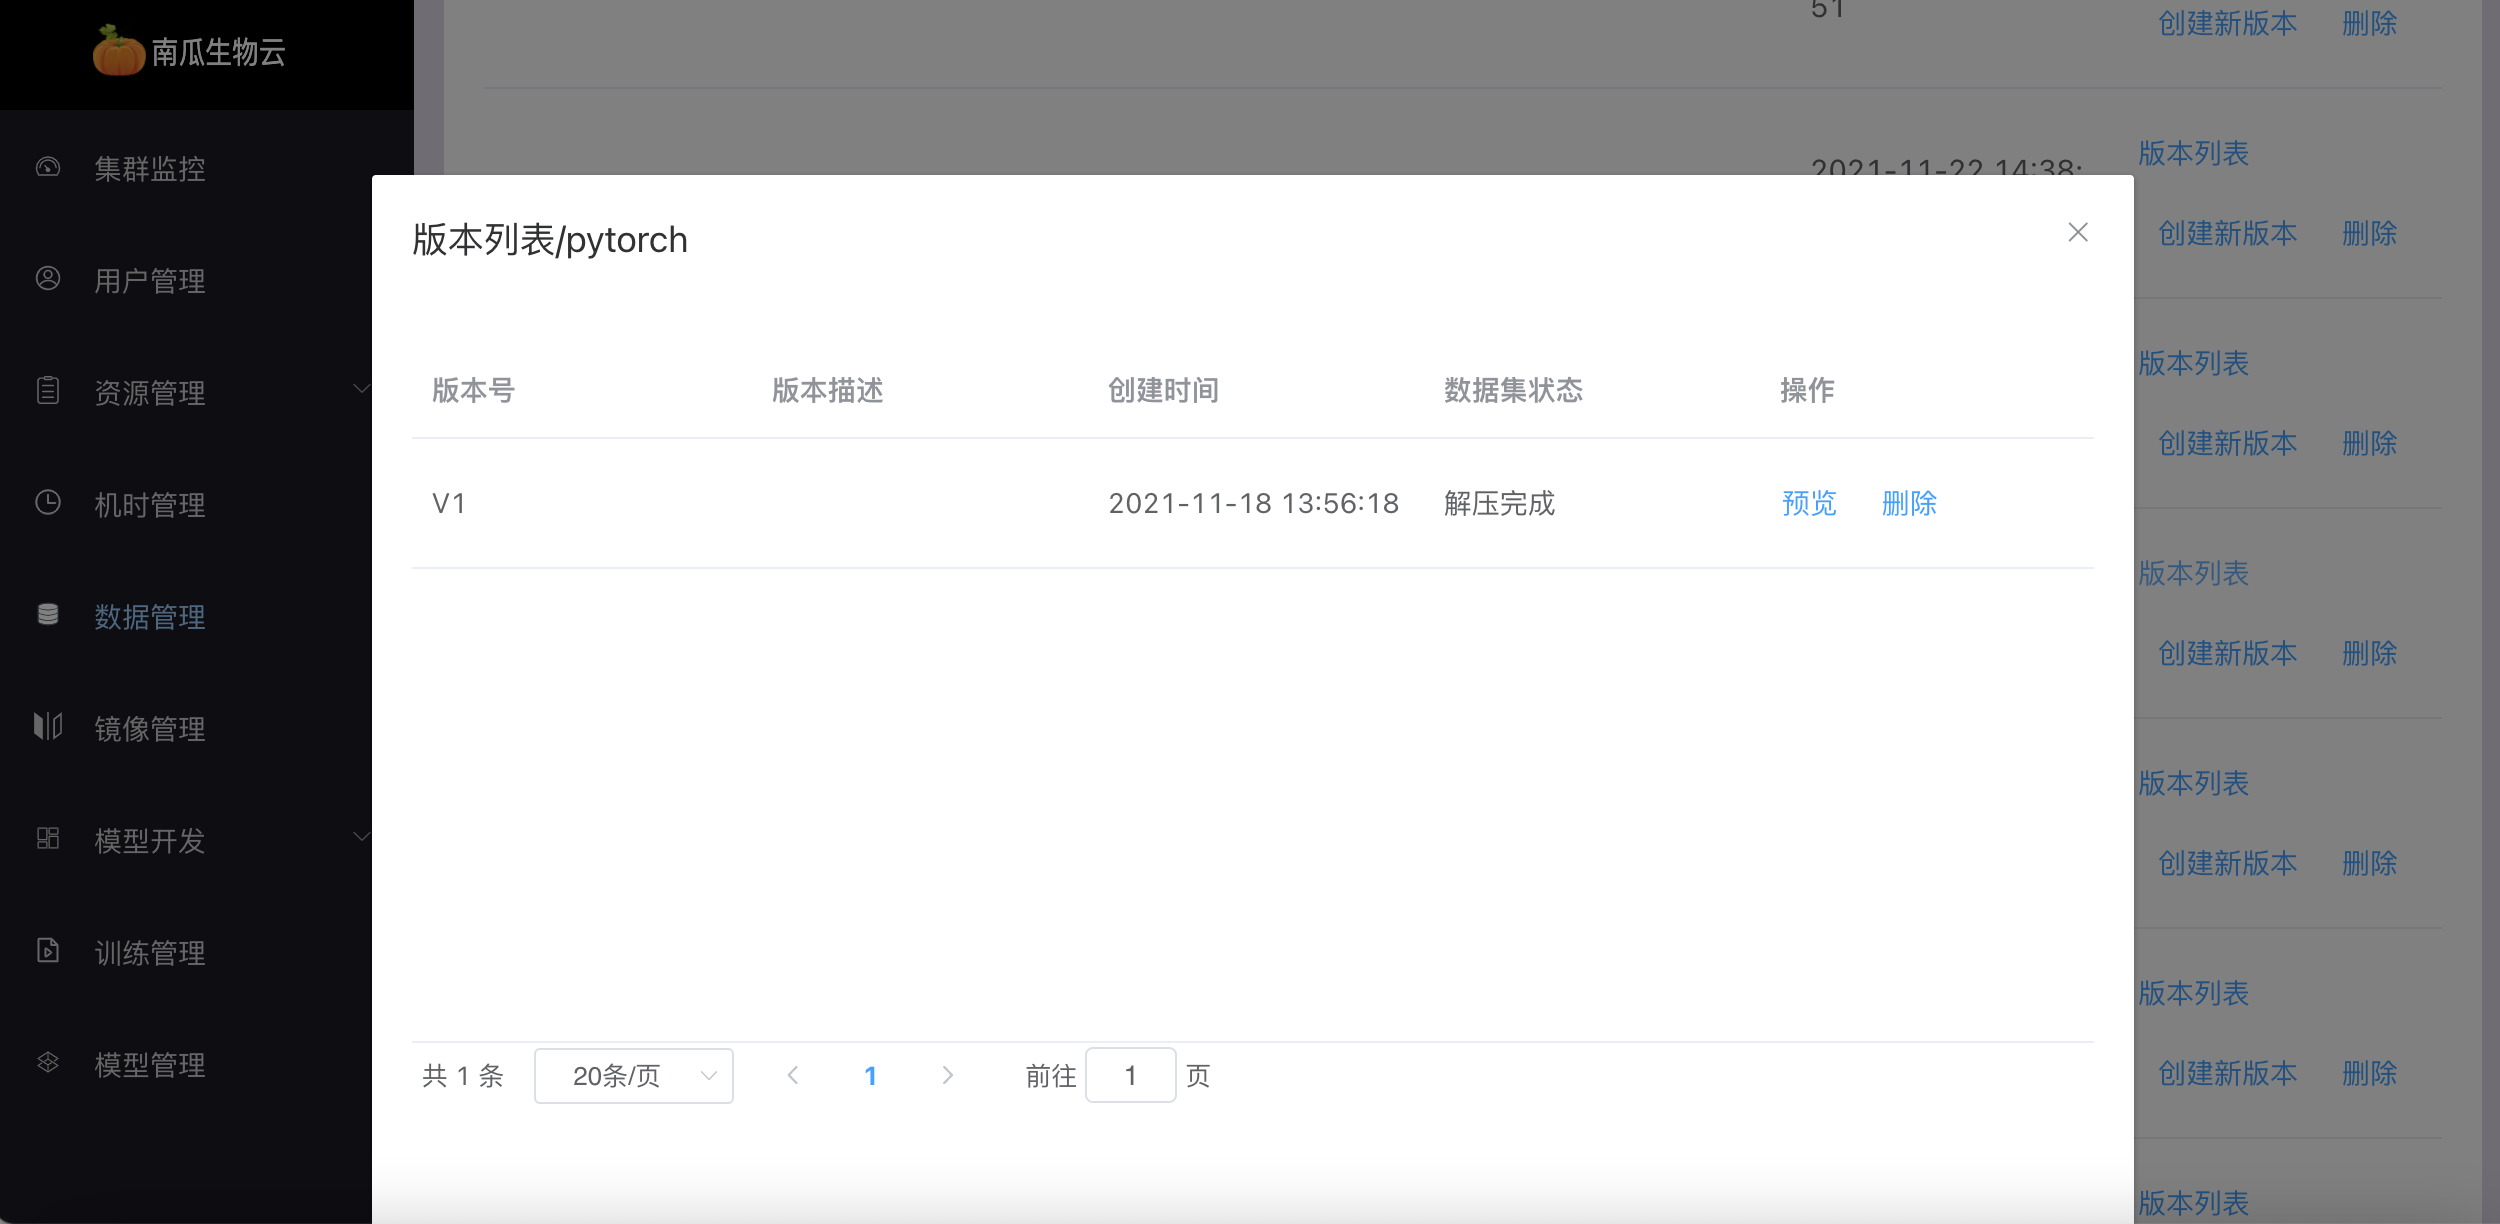 南瓜生物云
集群监控
用户管理
资源管理
机时管理
数据管理
镜像管理
模型开发
训练管理
模型管理
51
创建新版本 删除
2021-11-22 14:38:
版本列表
创建新版本 删除
版本列表
创建新版本 删除
版本列表
创建新版本 删除
版本列表
创建新版本 删除
版本列表
创建新版本 删除
版本列表
版本列表/pytorch
版本号 版本描述 创建时间 数据集状态 操作
V1 2021-11-18 13:56:18 解压完成 预览 删除
共 1 条 20条/页 1 前往 1 页